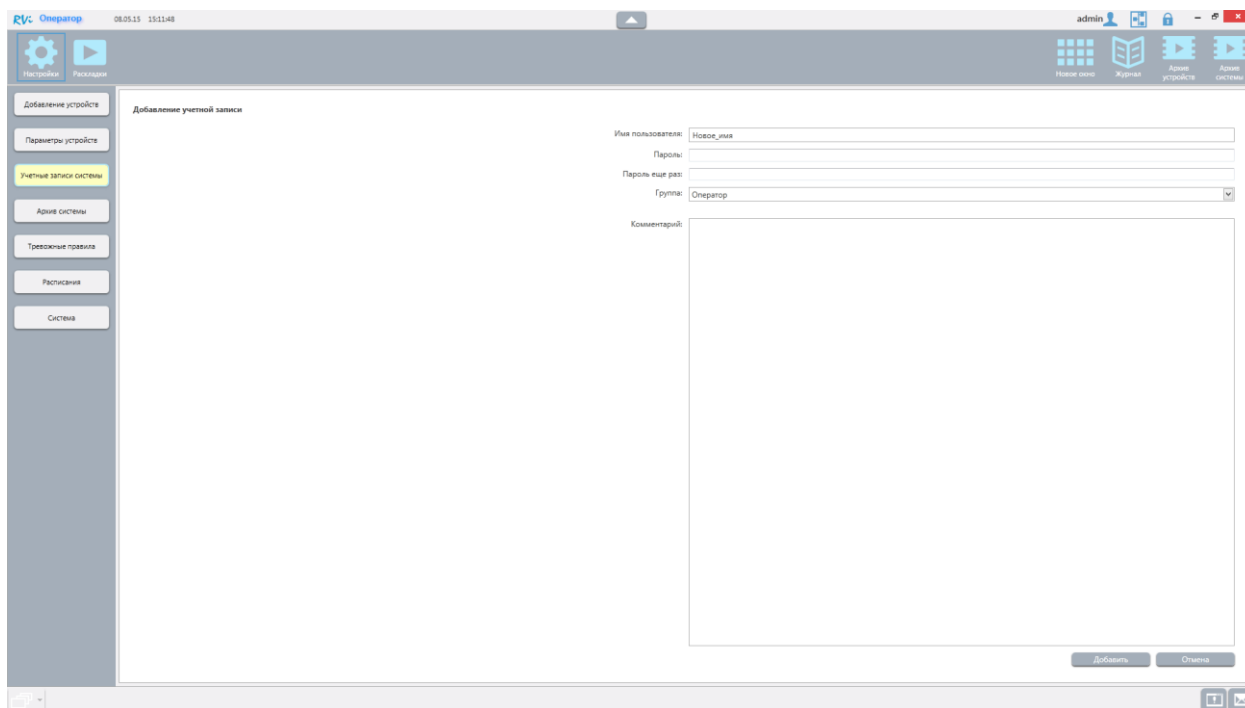 RVi Оператор 08.05.15 15:11:48 admin
Настройки Раскладки Новое окно Журнал Архив устройств Архив системы
Добавление устройств
Параметры устройств
Учетные записи системы
Архив системы
Тревожные правила
Расписания
Система
Добавление учетной записи
Имя пользователя: Новое_имя
Пароль:
Пароль еще раз:
Группа: Оператор
Комментарий:
Добавить Отмена